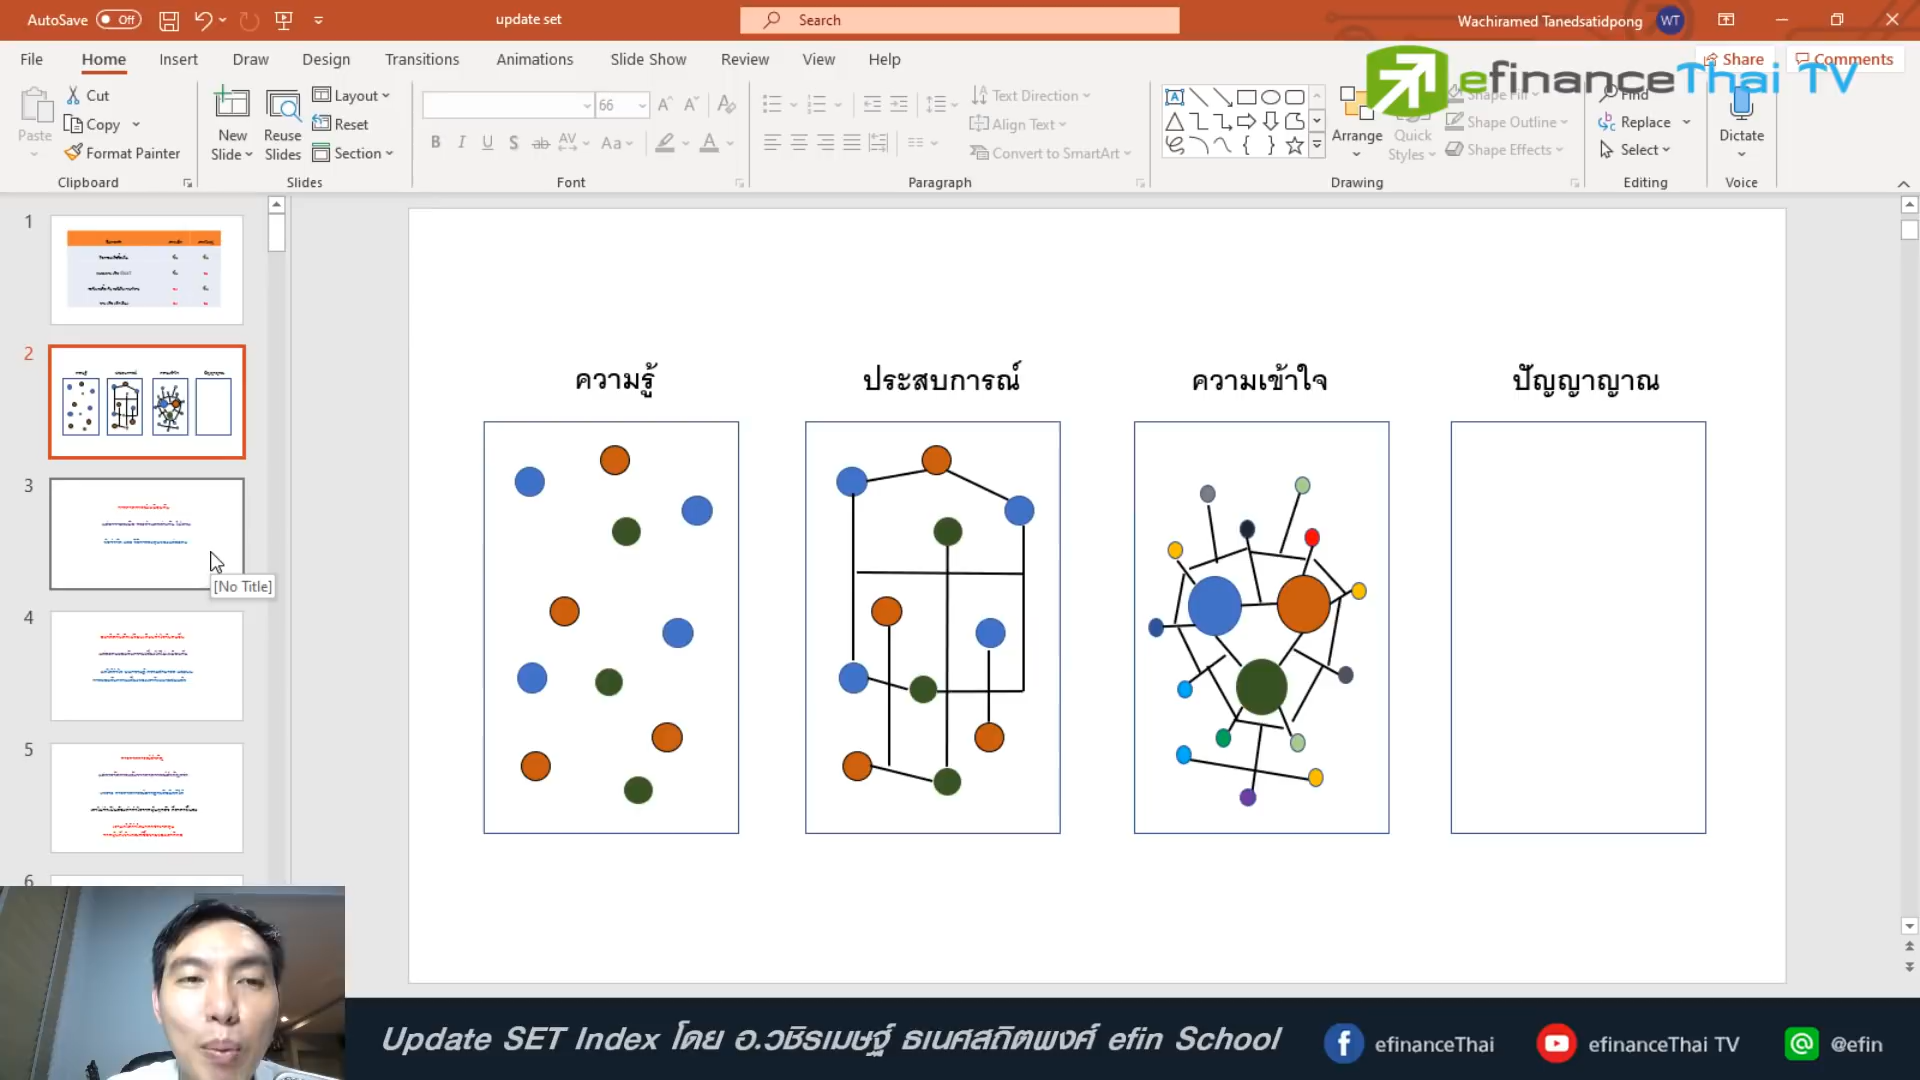 AutoSave Off
update set
Search
Wachiramed Tanedsatidpong WT
File Home Insert Draw Design Transitions Animations Slide Show Review View Help
Share Comments
efinanceThai TV
Paste
Cut
Copy
Format Painter
Clipboard
New Slide
Reuse Slides
Layout
Reset
Section
Slides
66
B I U S ab AV Aa A
Font
Text Direction
Align Text
Convert to SmartArt
Paragraph
Arrange
Quick Styles
Shape Fill
Shape Outline
Shape Effects
Drawing
Find
Replace
Select
Editing
Dictate
Voice
1
2
3
[No Title]
4
5
6
ความรู้ ประสบการณ์ ความเข้าใจ ปัญญาญาณ
Update SET Index โดย อ.วชิรเมษฐ์ ธเนศสถิตพงศ์ efin School
efinanceThai efinanceThai TV @efin